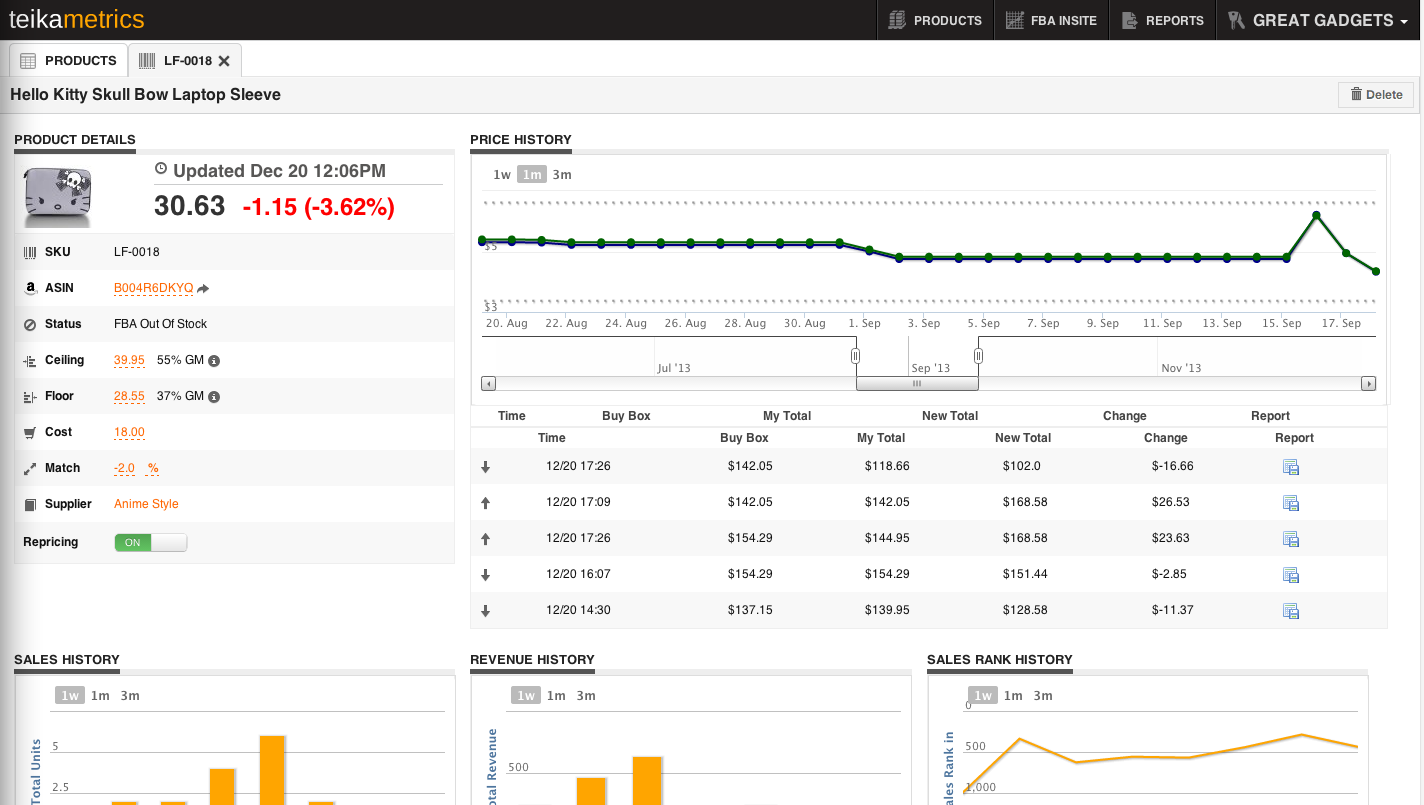 teikametrics
PRODUCTS
FBA INSITE
REPORTS
GREAT GADGETS
PRODUCTS
LF-0018
Hello Kitty Skull Bow Laptop Sleeve
Delete
PRODUCT DETAILS
Updated Dec 20 12:06PM
30.63 -1.15 (-3.62%)
SKU LF-0018
ASIN B004R6DKYQ
Status FBA Out Of Stock
Ceiling 39.95 55% GM
Floor 28.55 37% GM
Cost 18.00
Match -2.0 %
Supplier Anime Style
Repricing ON
PRICE HISTORY
1w 1m 3m
$5
$3
20. Aug 22. Aug 24. Aug 26. Aug 28. Aug 30. Aug 1. Sep 3. Sep 5. Sep 7. Sep 9. Sep 11. Sep 13. Sep 15. Sep 17. Sep
Jul '13 Sep '13 Nov '13
Time Buy Box My Total New Total Change Report
Time Buy Box My Total New Total Change Report
12/20 17:26 $142.05 $118.66 $102.0 $-16.66
12/20 17:09 $142.05 $142.05 $168.58 $26.53
12/20 17:26 $154.29 $144.95 $168.58 $23.63
12/20 16:07 $154.29 $154.29 $151.44 $-2.85
12/20 14:30 $137.15 $139.95 $128.58 $-11.37
SALES HISTORY
1w 1m 3m
Total Units
5
2.5
REVENUE HISTORY
1w 1m 3m
otal Revenue
500
SALES RANK HISTORY
1w 1m 3m
ales Rank in
0
500
1,000